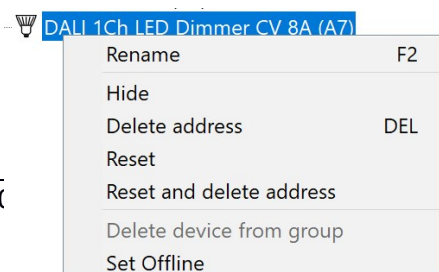 DALI 1Ch LED Dimmer CV 8A (A7)
Rename F2
Hide
Delete address DEL
Reset
Reset and delete address
Delete device from group
Set Offline